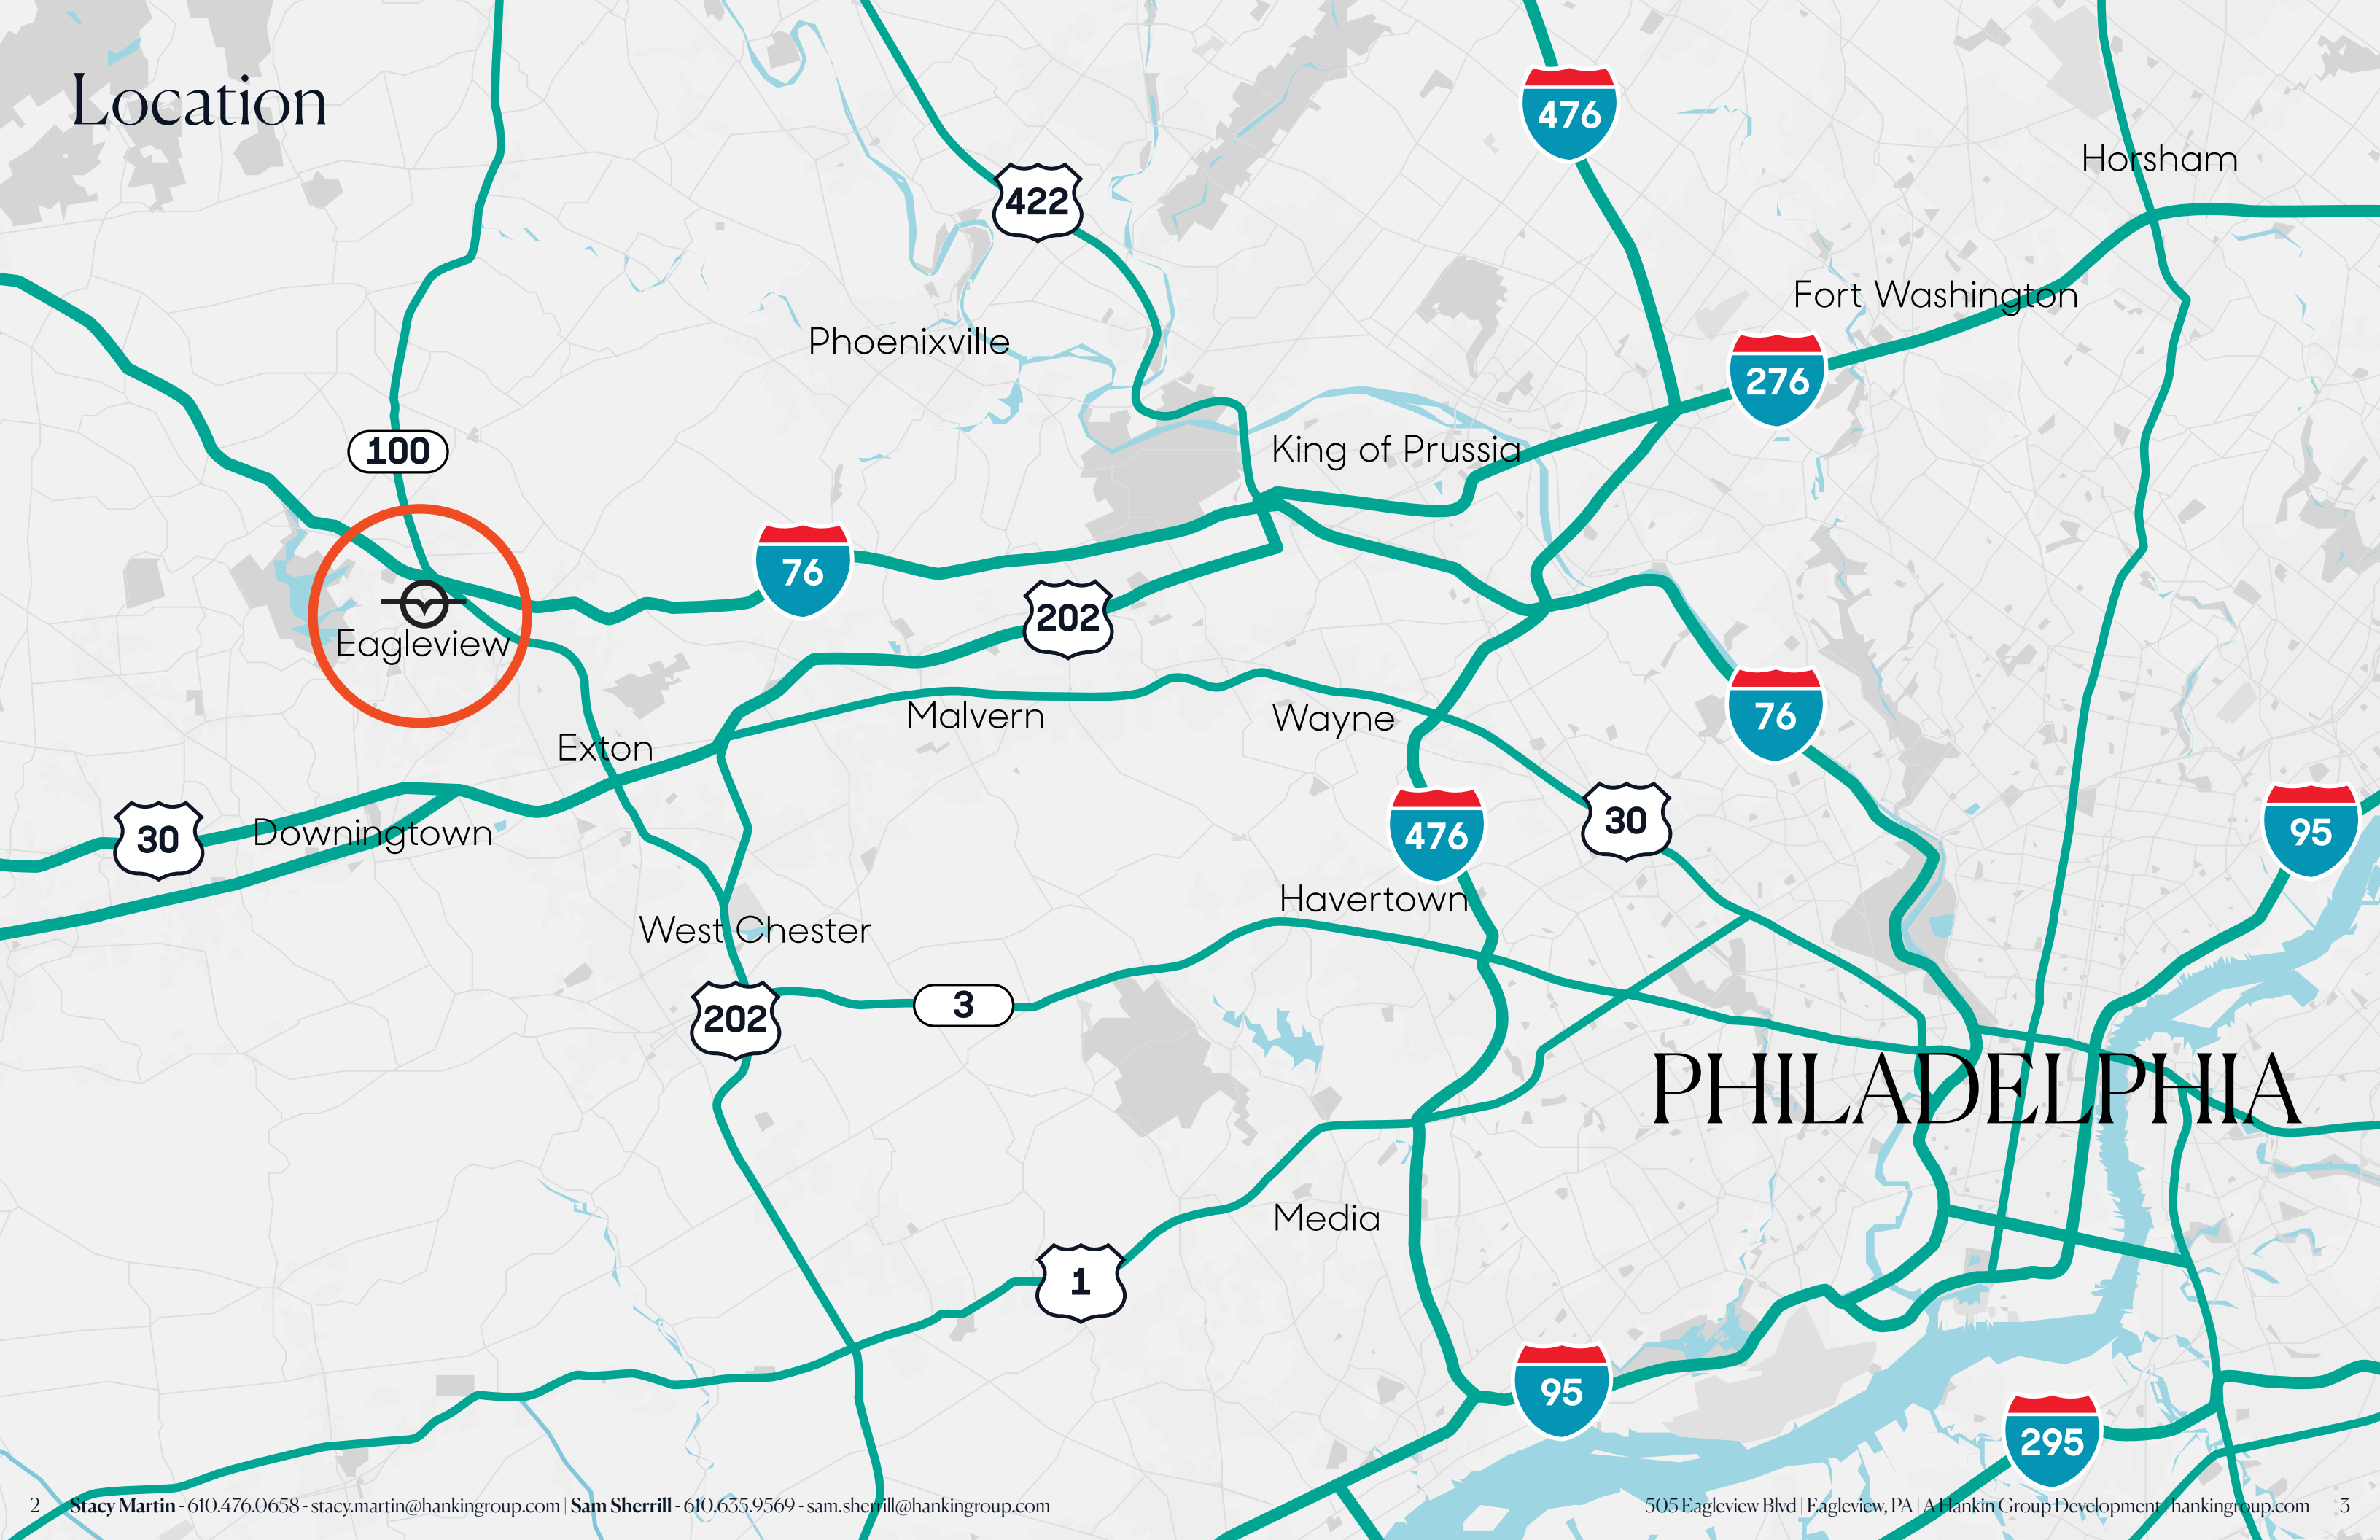 Location
476
Horsham
422
Fort Washington
Phoenixville
276
100
King of Prussia
76
202
Eagleview
Malvern
Wayne
76
Exton
30
95
30
Downingtown
476
Havertown
West Chester
202
3
PHILADELPHIA
Media
1
95
295
2 Stacy Martin - 610.476.0658 - stacy.martin@hankingroup.com | Sam Sherrill - 610.635.9569 - sam.sherrill@hankingroup.com
505 Eagleview Blvd | Eagleview, PA | A Hankin Group Development | hankingroup.com 3